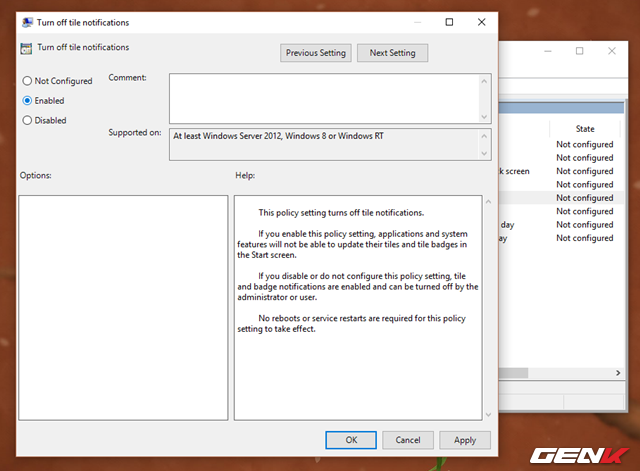 Turn off tile notifications
Turn off tile notifications
Previous Setting
Next Setting
Not Configured
Enabled
Disabled
Comment:
Supported on:
At least Windows Server 2012, Windows 8 or Windows RT
Options:
Help:
This policy setting turns off tile notifications.
If you enable this policy setting, applications and system
features will not be able to update their tiles and tile badges in
the Start screen.
If you disable or do not configure this policy setting, tile
and badge notifications are enabled and can be turned off by the
administrator or user.
No reboots or service restarts are required for this policy
setting to take effect.
OK
Cancel
Apply
State
Not configured
Not configured
k screen Not configured
Not configured
Not configured
Not configured
day Not configured
ay Not configured
GENK